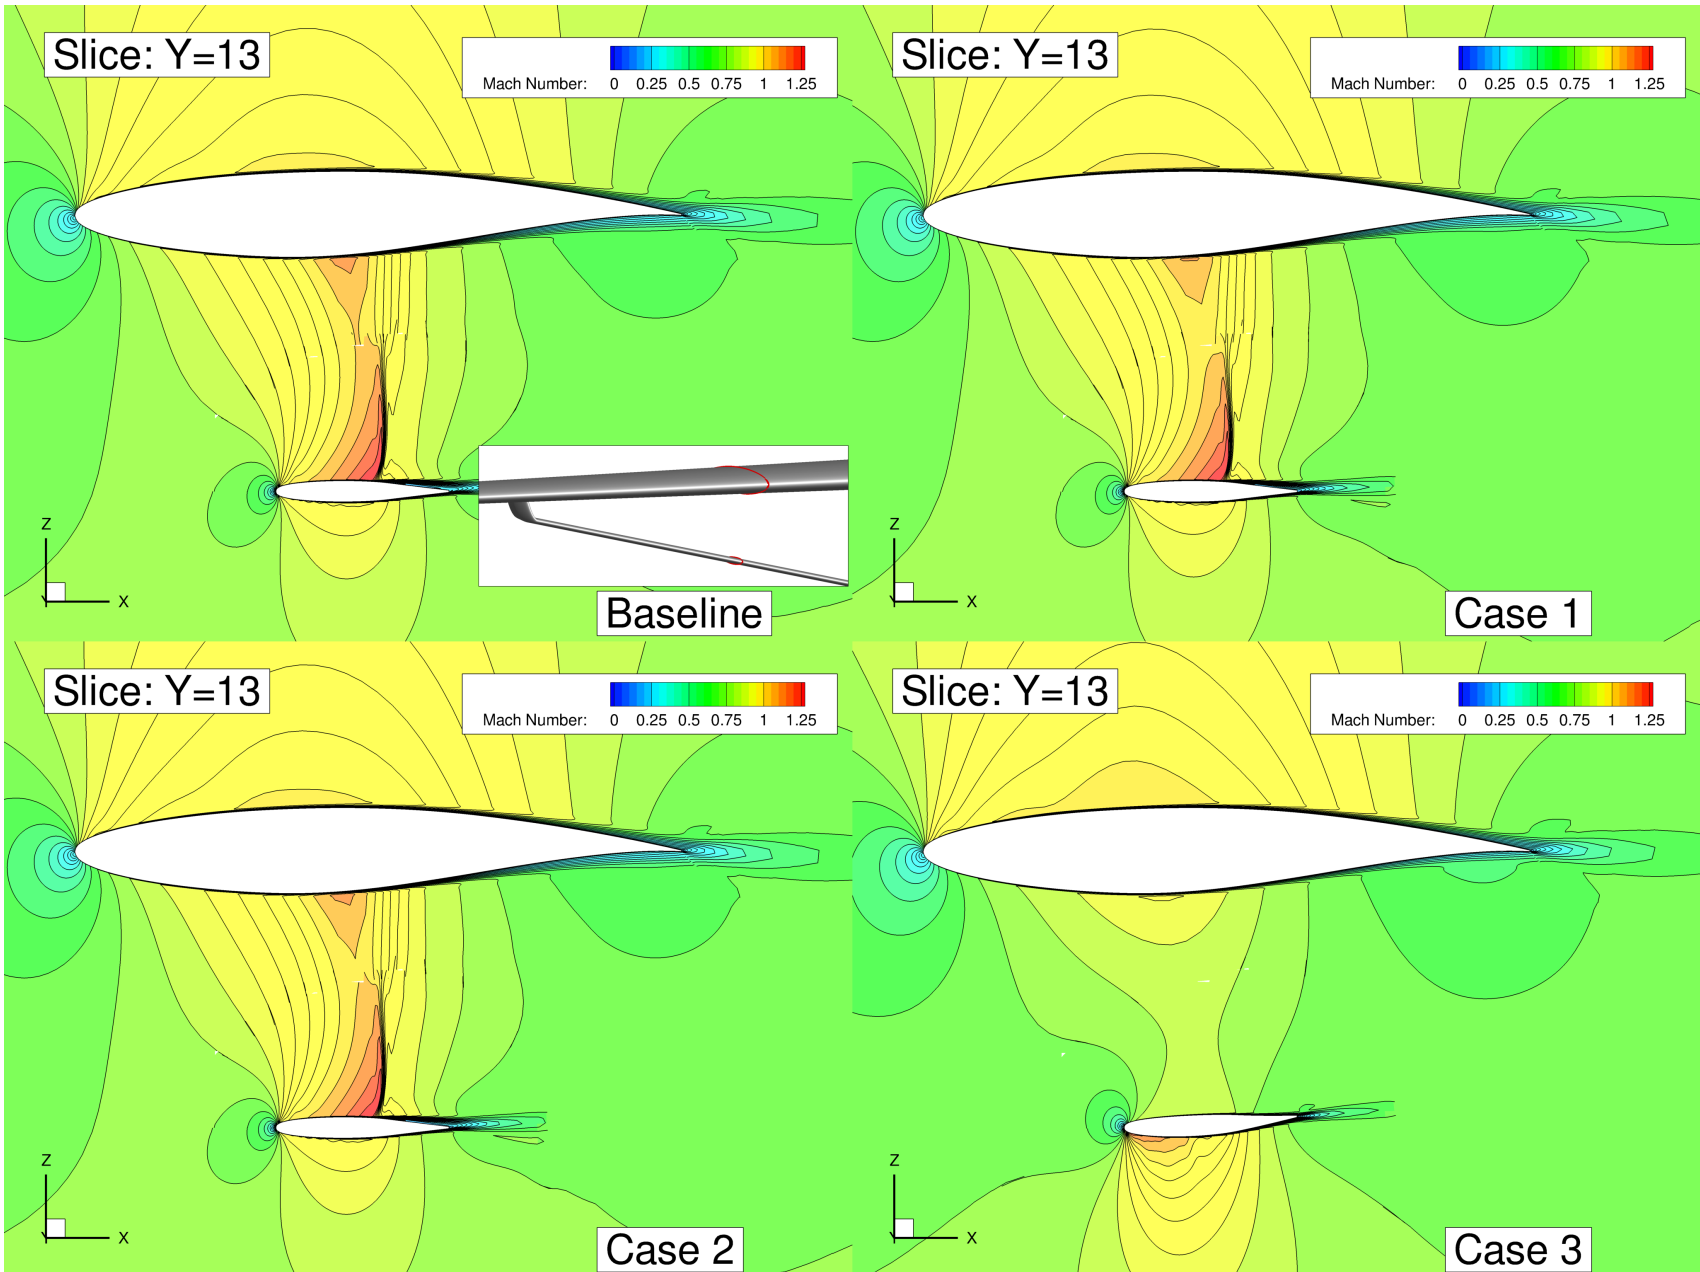 Slice: Y=13
Mach Number: 0 0.25 0.5 0.75 1 1.25
Z
Y X
Baseline
Slice: Y=13
Mach Number: 0 0.25 0.5 0.75 1 1.25
Z
Y X
Case 1
Slice: Y=13
Mach Number: 0 0.25 0.5 0.75 1 1.25
Z
Y X
Case 2
Slice: Y=13
Mach Number: 0 0.25 0.5 0.75 1 1.25
Z
Y X
Case 3